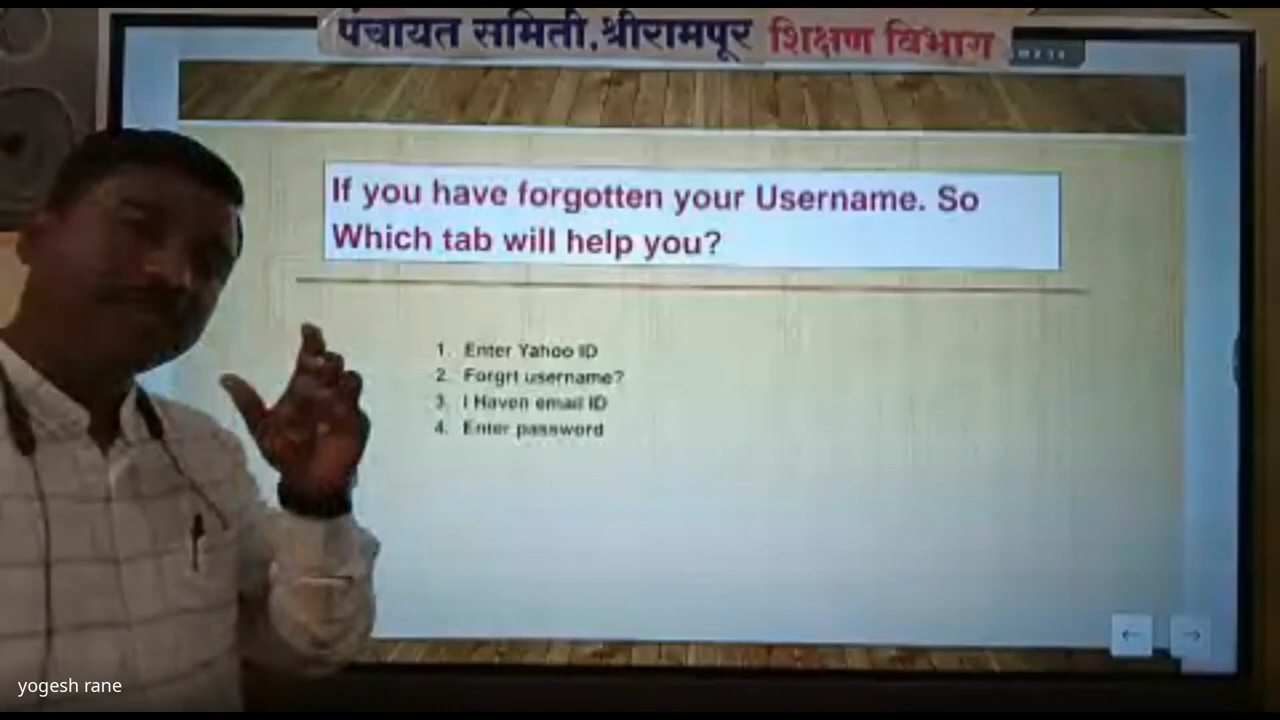 पंचायत समिती,श्रीरामपूर शिक्षण विभाग
If you have forgotten your Username. So
Which tab will help you?
1. Enter Yahoo ID
2. Forgrt username?
3. I Haven email ID
4. Enter password
yogesh rane